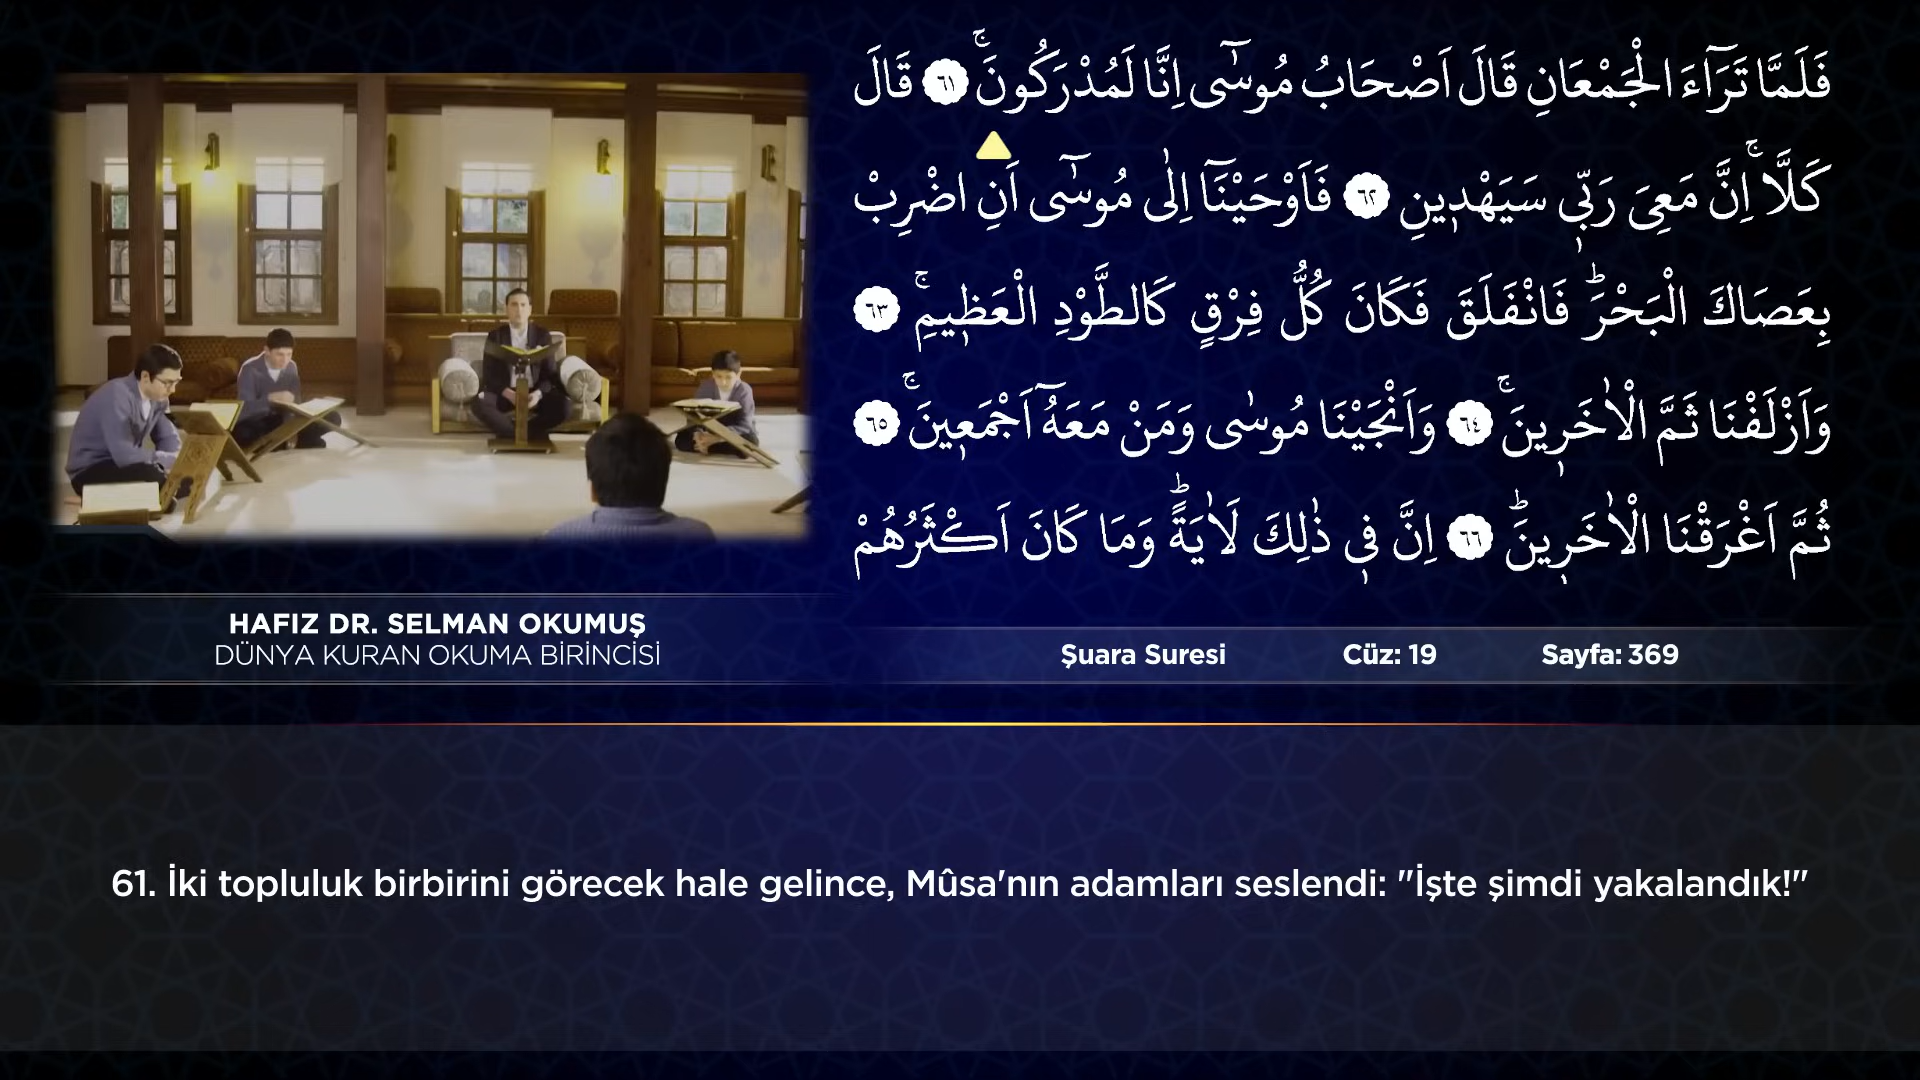 فَلَمَّا تَرَٓاءَ الْجَمْعَانِ قَالَ اَصْحَابُ مُوسٰٓى اِنَّا لَمُدْرَكُونَۚ ﴿٦١﴾ قَالَ
كَلَّاۚ اِنَّ مَعِيَ رَبّ۪ي سَيَهْد۪ينِ ﴿٦٢﴾ فَاَوْحَيْنَٓا اِلٰى مُوسٰٓى اَنِ اضْرِبْ
بِعَصَاكَ الْبَحْرَۜ فَانْفَلَقَ فَكَانَ كُلُّ فِرْقٍ كَالطَّوْدِ الْعَظ۪يمِۚ ﴿٦٣﴾
وَاَزْلَفْنَا ثَمَّ الْاٰخَر۪ينَۚ ﴿٦٤﴾ وَاَنْجَيْنَا مُوسٰى وَمَنْ مَعَهُٓ اَجْمَع۪ينَۚ ﴿٦٥﴾
ثُمَّ اَغْرَقْنَا الْاٰخَر۪ينَۜ ﴿٦٦﴾ اِنَّ ف۪ي ذٰلِكَ لَاٰيَةًۜ وَمَا كَانَ اَكْثَرُهُمْ
HAFIZ DR. SELMAN OKUMUŞ
DÜNYA KURAN OKUMA BİRİNCİSİ
Şuara Suresi Cüz: 19 Sayfa: 369
61. İki topluluk birbirini görecek hale gelince, Mûsa'nın adamları seslendi: "İşte şimdi yakalandık!"